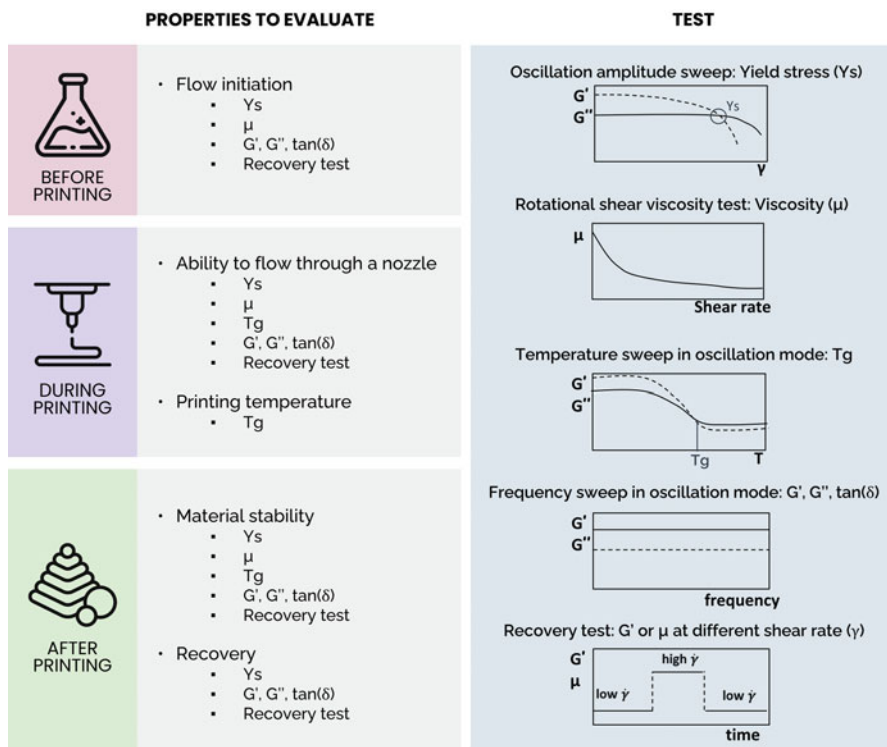 PROPERTIES TO EVALUATE
BEFORE
PRINTING
• Flow initiation
▪ Ys
▪ μ
▪ G', G'', tan(δ)
▪ Recovery test
DURING
PRINTING
• Ability to flow through a nozzle
▪ Ys
▪ μ
▪ Tg
▪ G', G'', tan(δ)
▪ Recovery test
• Printing temperature
▪ Tg
AFTER
PRINTING
• Material stability
▪ Ys
▪ μ
▪ Tg
▪ G', G'', tan(δ)
▪ Recovery test
• Recovery
▪ Ys
▪ G', G'', tan(δ)
▪ Recovery test
TEST
Oscillation amplitude sweep: Yield stress (Ys)
G'
G''
Ys
γ
Rotational shear viscosity test: Viscosity (μ)
μ
Shear rate
Temperature sweep in oscillation mode: Tg
G'
G''
Tg
T
Frequency sweep in oscillation mode: G', G'', tan(δ)
G'
G''
frequency
Recovery test: G' or μ at different shear rate (γ)
G'
μ
low γ̇
high γ̇
low γ̇
time